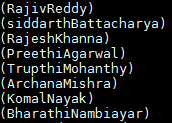 (RajivReddy)
(siddarthBattacharya)
(RajeshKhanna)
(PreethiAgarwal)
(TrupthiMohanthy)
(ArchanaMishra)
(KomalNayak)
(BharathiNambiayar)